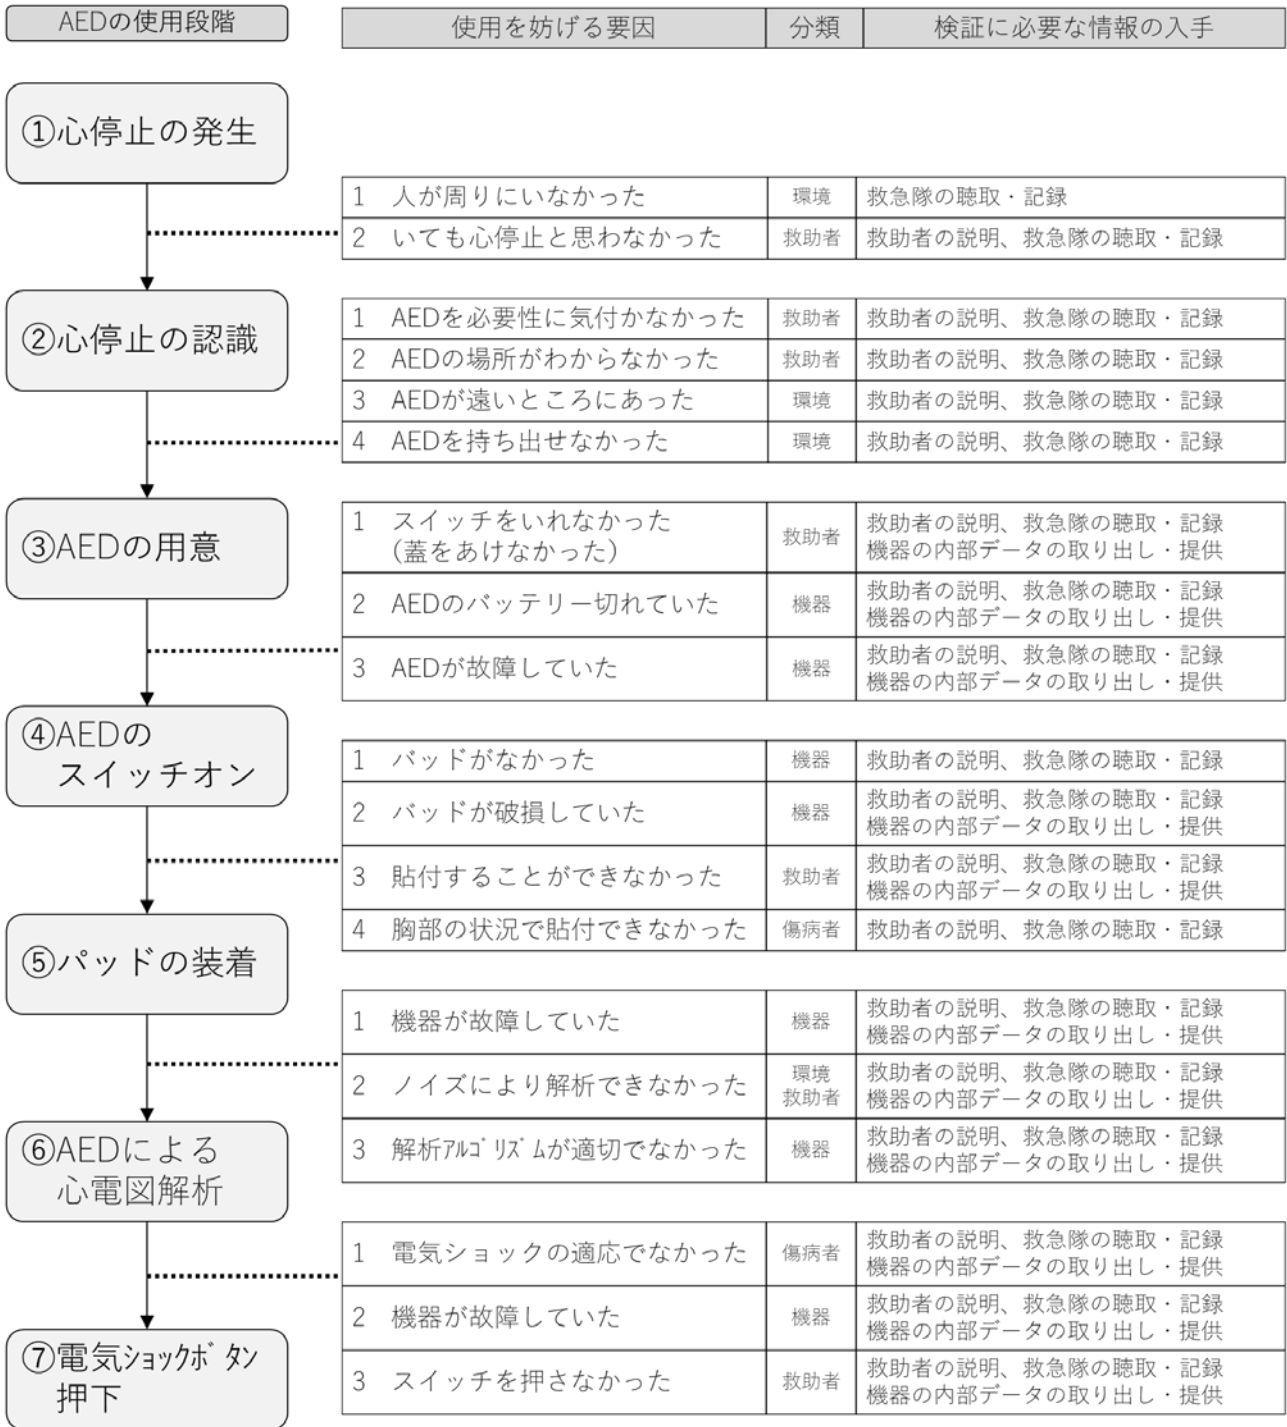 AEDの使用段階
使用を妨げる要因 分類 検証に必要な情報の入手
①心停止の発生
1 人が周りにいなかった 環境 救急隊の聴取・記録
2 いても心停止と思わなかった 救助者 救助者の説明、救急隊の聴取・記録
②心停止の認識
1 AEDを必要性に気付かなかった 救助者 救助者の説明、救急隊の聴取・記録
2 AEDの場所がわからなかった 救助者 救助者の説明、救急隊の聴取・記録
3 AEDが遠いところにあった 環境 救助者の説明、救急隊の聴取・記録
4 AEDを持ち出せなかった 環境 救助者の説明、救急隊の聴取・記録
③AEDの用意
1 スイッチをいれなかった
(蓋をあけなかった)
救助者
救助者の説明、救急隊の聴取・記録
機器の内部データの取り出し・提供
2 AEDのバッテリー切れていた 機器
救助者の説明、救急隊の聴取・記録
機器の内部データの取り出し・提供
3 AEDが故障していた 機器
救助者の説明、救急隊の聴取・記録
機器の内部データの取り出し・提供
④AEDの
スイッチオン
1 バッドがなかった 機器 救助者の説明、救急隊の聴取・記録
2 バッドが破損していた 機器
救助者の説明、救急隊の聴取・記録
機器の内部データの取り出し・提供
3 貼付することができなかった 救助者
救助者の説明、救急隊の聴取・記録
機器の内部データの取り出し・提供
4 胸部の状況で貼付できなかった 傷病者 救助者の説明、救急隊の聴取・記録
⑤パッドの装着
1 機器が故障していた 機器
救助者の説明、救急隊の聴取・記録
機器の内部データの取り出し・提供
2 ノイズにより解析できなかった
環境
救助者
救助者の説明、救急隊の聴取・記録
機器の内部データの取り出し・提供
3 解析ｱﾙｺﾞﾘｽﾞﾑが適切でなかった 機器
救助者の説明、救急隊の聴取・記録
機器の内部データの取り出し・提供
⑥AEDによる
心電図解析
1 電気ショックの適応でなかった 傷病者
救助者の説明、救急隊の聴取・記録
機器の内部データの取り出し・提供
2 機器が故障していた 機器
救助者の説明、救急隊の聴取・記録
機器の内部データの取り出し・提供
3 スイッチを押さなかった 救助者
救助者の説明、救急隊の聴取・記録
機器の内部データの取り出し・提供
⑦電気ｼｮｯｸﾎﾞﾀﾝ
押下